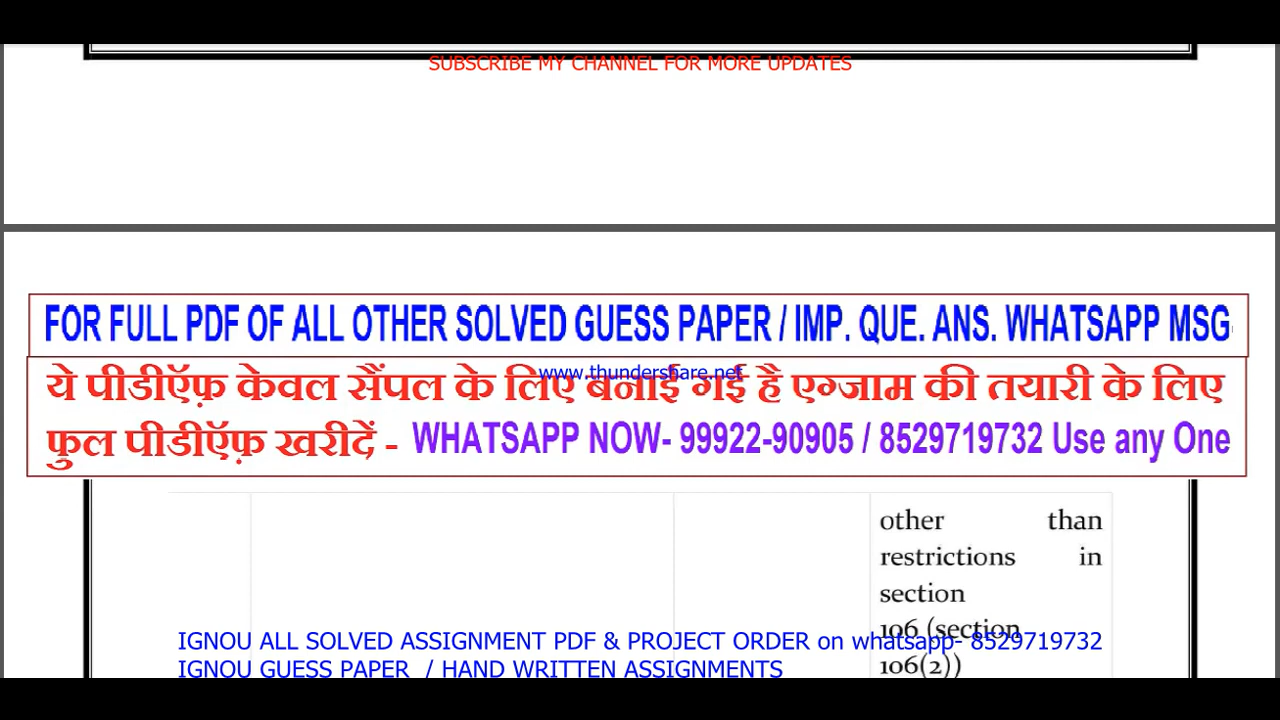 SUBSCRIBE MY CHANNEL FOR MORE UPDATES
FOR FULL PDF OF ALL OTHER SOLVED GUESS PAPER / IMP. QUE. ANS. WHATSAPP MSG
www.thundershare.net
ये पीडीऍफ़ केवल सैंपल के लिए बनाई गई है एग्जाम की तयारी के लिए
फुल पीडीऍफ़ खरीदें - WHATSAPP NOW- 99922-90905 / 8529719732 Use any One
other than
restrictions in
section
106 (section
106(2))
IGNOU ALL SOLVED ASSIGNMENT PDF & PROJECT ORDER on whatsapp- 8529719732
IGNOU GUESS PAPER / HAND WRITTEN ASSIGNMENTS